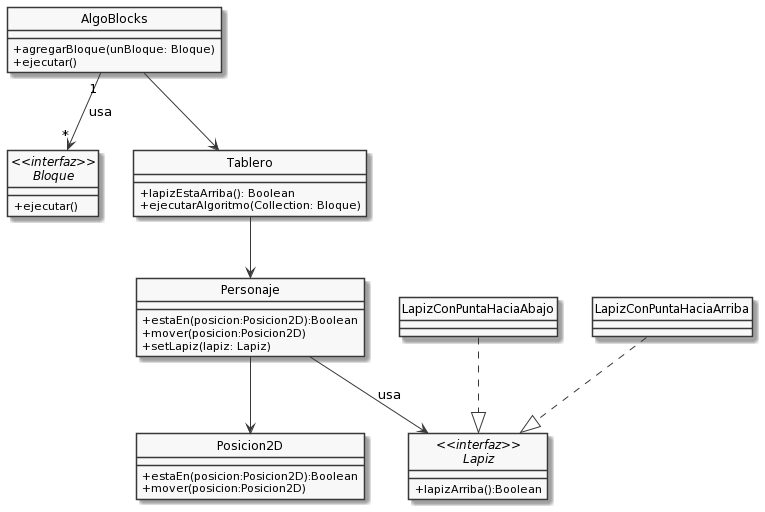 AlgoBlocks
+agregarBloque(unBloque: Bloque)
+ejecutar()
1
usa
*
<<interfaz>>
Bloque
+ejecutar()
Tablero
+lapizEstaArriba(): Boolean
+ejecutarAlgoritmo(Collection: Bloque)
Personaje
+estaEn(posicion:Posicion2D):Boolean
+mover(posicion:Posicion2D)
+setLapiz(lapiz: Lapiz)
LapizConPuntaHaciaAbajo
LapizConPuntaHaciaArriba
usa
Posicion2D
+estaEn(posicion:Posicion2D):Boolean
+mover(posicion:Posicion2D)
<<interfaz>>
Lapiz
+lapizArriba():Boolean